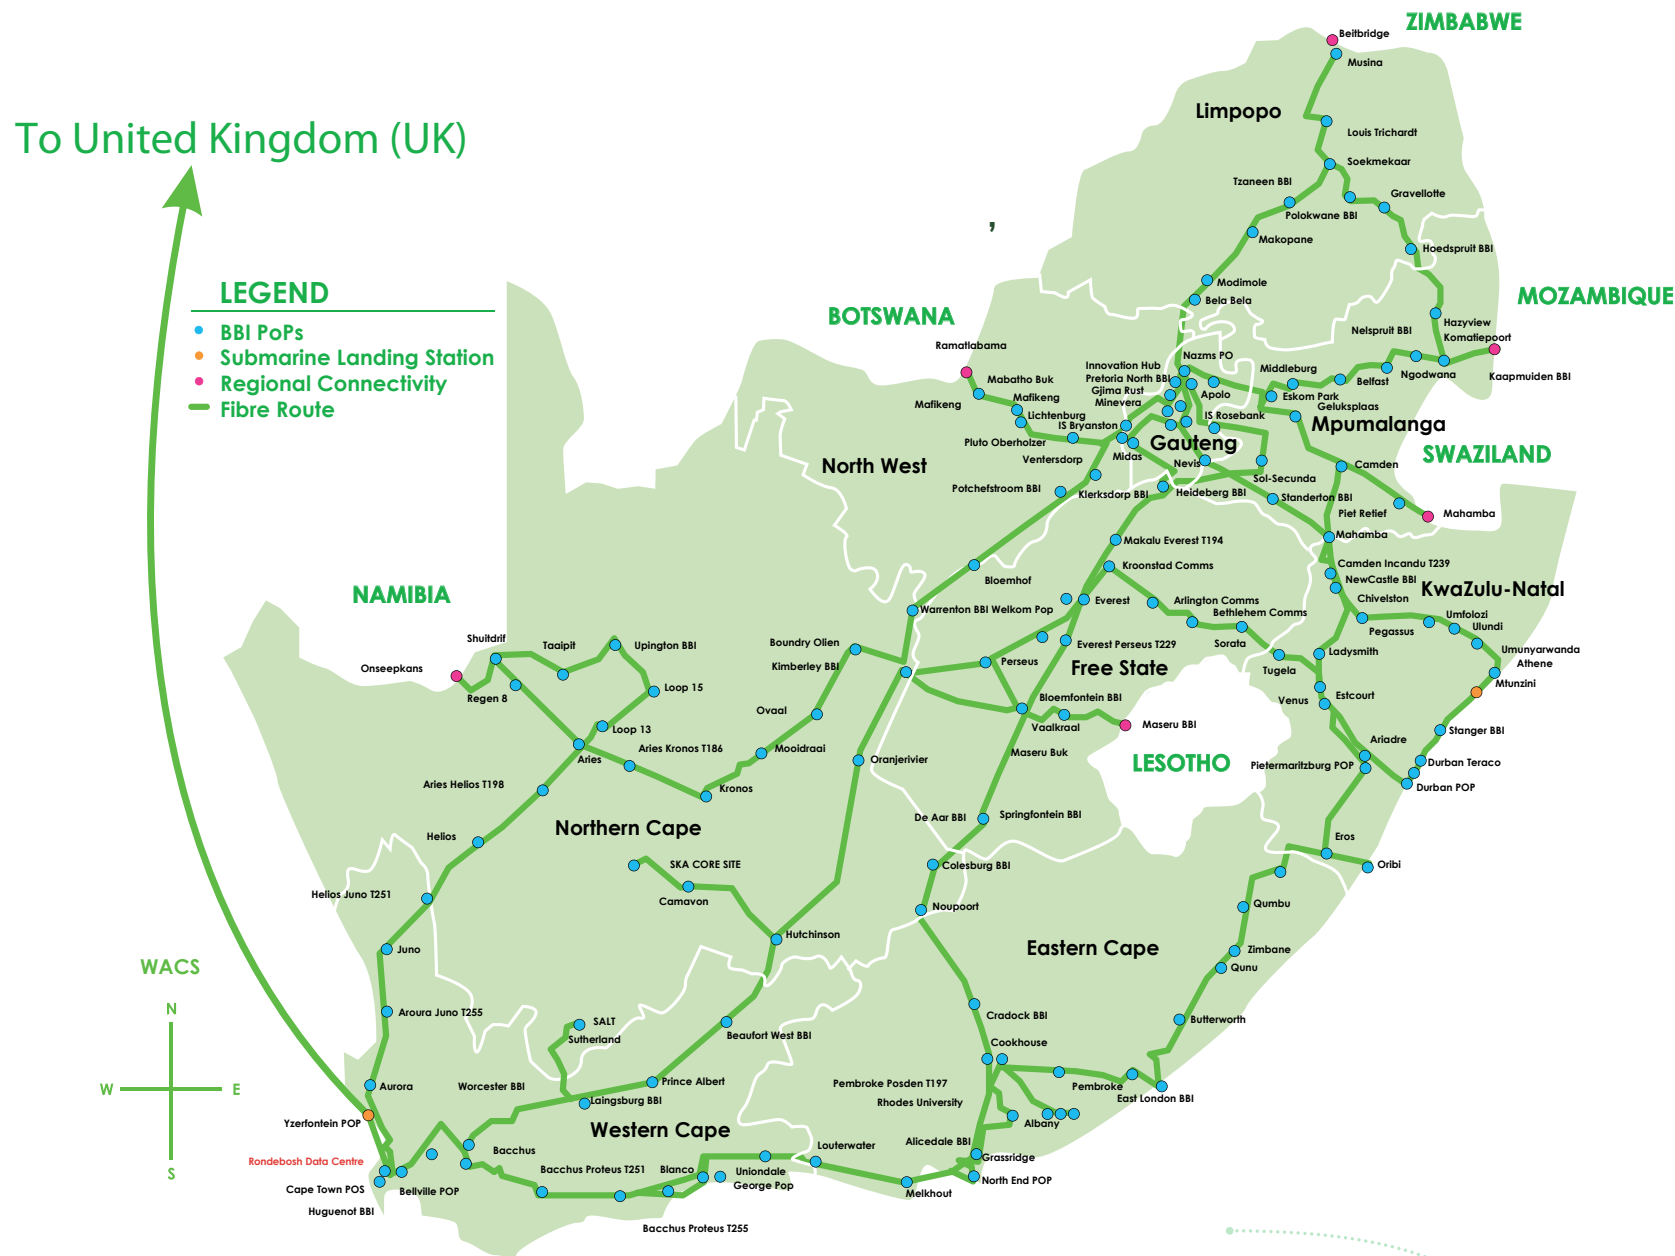 ZIMBABWE
Beitbridge
Musina
Limpopo
Louis Trichardt
To United Kingdom (UK)
Soekmekaar
Tzaneen BBI
Gravellotte
Polokwane BBI
,
Makopane
Hoedspruit BBI
Modimole
LEGEND
Bela Bela
MOZAMBIQUE
BOTSWANA
Hazyview
BBI PoPs
Nelspruit BBI
Komatiepoort
Ramatlabama
Submarine Landing Station
Nazms PO
Innovation Hub
Middleburg
Ngodwana
Kaapmuiden BBI
Mabatho Buk
Pretoria North BBI
Belfast
Regional Connectivity
Gjima Rust
Apolo
Eskom Park
Mafikeng
Mafikeng
Minevera
Geluksplaas
Fibre Route
Lichtenburg
IS Rosebank
IS Bryanston
Mpumalanga
Pluto Oberholzer
Gauteng
SWAZILAND
Ventersdorp
Midas
Nevis
Camden
North West
Sol-Secunda
Potchefstroom BBI
Klerksdorp BBI
Heideberg BBI
Standerton BBI
Piet Retief
Mahamba
Mahamba
Makalu Everest T194
Camden Incandu T239
Kroonstad Comms
NewCastle BBI
Bloemhof
KwaZulu-Natal
NAMIBIA
Chivelston
Everest
Arlington Comms
Warrenton BBI
Welkom Pop
Bethlehem Comms
Umfolozi
Ulundi
Pegassus
Shuitdrif
Taaipit
Upington BBI
Boundry Olien
Everest Perseus T229
Sorata
Ladysmith
Umunyarwanda
Onseepkans
Kimberley BBI
Perseus
Free State
Tugela
Athene
Regen 8
Loop 15
Mtunzini
Bloemfontein BBI
Venus
Estcourt
Ovaal
Vaalkraal
Maseru BBI
Loop 13
Stanger BBI
Aries Kronos T186
Mooidraai
Maseru Buk
Ariadre
Aries
Oranjerivier
LESOTHO
Pietermaritzburg POP
Durban Teraco
Aries Helios T198
Kronos
Durban POP
De Aar BBI
Springfontein BBI
Northern Cape
Helios
Eros
SKA CORE SITE
Colesburg BBI
Oribi
Helios Juno T251
Camavon
Noupoort
Qumbu
Hutchinson
Eastern Cape
Juno
Zimbane
WACS
Qunu
N
Aroura Juno T255
SALT
Cradock BBI
Butterworth
Sutherland
Beaufort West BBI
Cookhouse
W
E
Aurora
Worcester BBI
Prince Albert
Pembroke Posden T197
Pembroke
Laingsburg BBI
Rhodes University
East London BBI
Yzerfontein POP
Western Cape
Albany
S
Bacchus
Louterwater
Alicedale BBI
Rondebosh Data Centre
Grassridge
Bacchus Proteus T251
Blanco
Uniondale
Cape Town POS
Bellville POP
George Pop
Melkhout
North End POP
Huguenot BBI
Bacchus Proteus T255